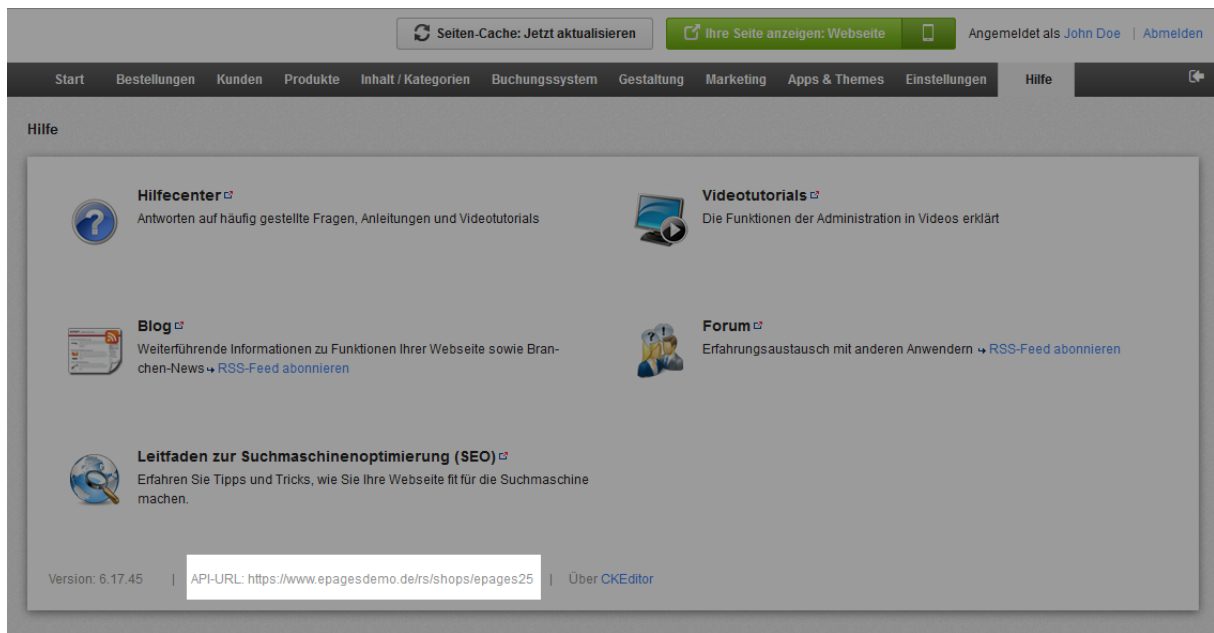 Seiten-Cache: Jetzt aktualisieren
Ihre Seite anzeigen: Webseite
Angemeldet als John Doe | Abmelden
Start Bestellungen Kunden Produkte Inhalt / Kategorien Buchungssystem Gestaltung Marketing Apps & Themes Einstellungen Hilfe
Hilfe
Hilfecenter
Antworten auf häufig gestellte Fragen, Anleitungen und Videotutorials
Videotutorials
Die Funktionen der Administration in Videos erklärt
Blog
Weiterführende Informationen zu Funktionen Ihrer Webseite sowie Bran-
chen-News RSS-Feed abonnieren
Forum
Erfahrungsaustausch mit anderen Anwendern RSS-Feed abonnieren
Leitfaden zur Suchmaschinenoptimierung (SEO)
Erfahren Sie Tipps und Tricks, wie Sie Ihre Webseite fit für die Suchmaschine
machen.
Version: 6.17.45 | API-URL: https://www.epagesdemo.de/rs/shops/epages25 | Über CKEditor